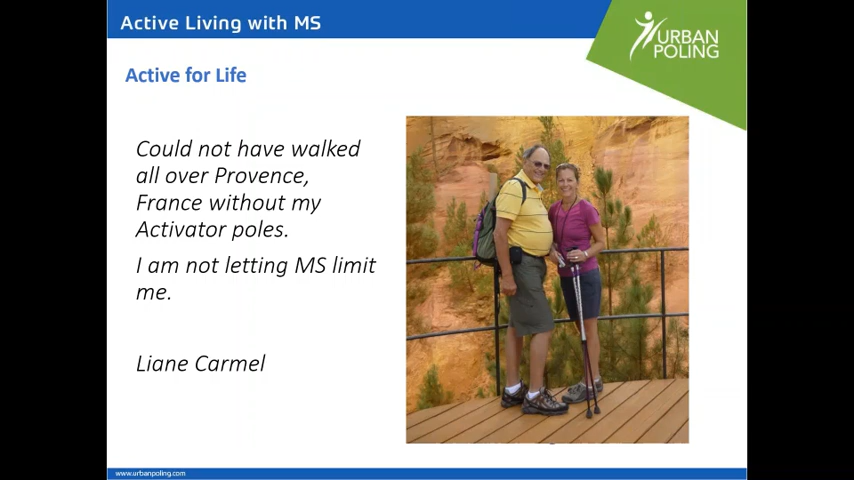 Active Living with MS
URBAN
POLING
Active for Life
Could not have walked
all over Provence,
France without my
Activator poles.
I am not letting MS limit
me.
Liane Carmel
www.urbanpoling.com